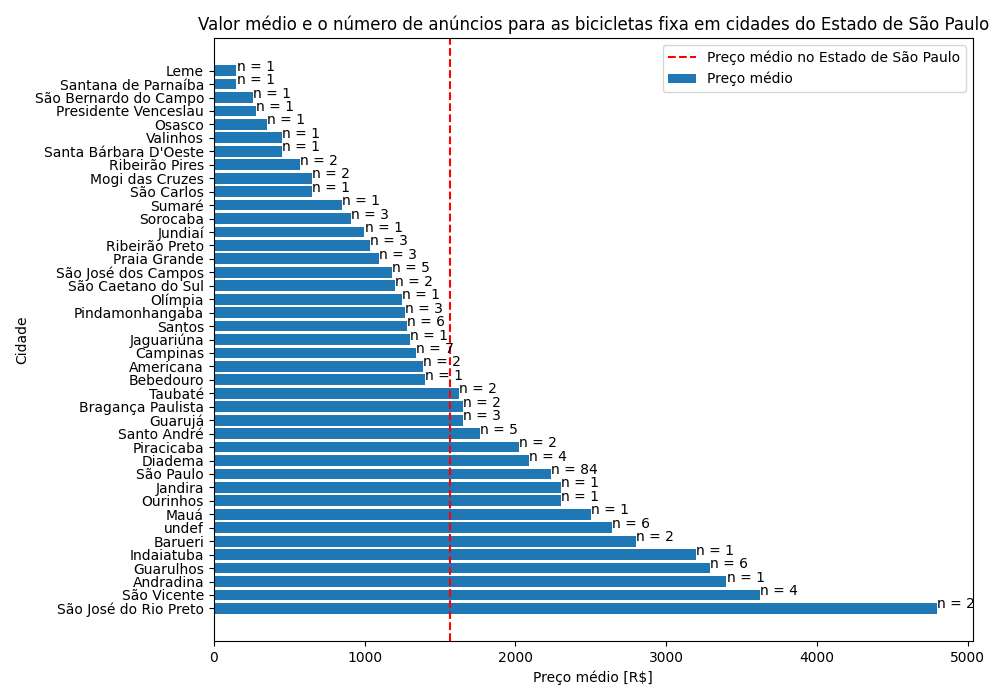 Valor médio e o número de anúncios para as bicicletas fixa em cidades do Estado de São Paulo
Preço médio no Estado de São Paulo
Preço médio
Cidade
Leme n = 1
Santana de Parnaíba n = 1
São Bernardo do Campo n = 1
Presidente Venceslau n = 1
Osasco n = 1
Valinhos n = 1
Santa Bárbara D'Oeste n = 1
Ribeirão Pires n = 2
Mogi das Cruzes n = 2
São Carlos n = 1
Sumaré n = 1
Sorocaba n = 3
Jundiaí n = 1
Ribeirão Preto n = 3
Praia Grande n = 3
São José dos Campos n = 5
São Caetano do Sul n = 2
Olímpia n = 1
Pindamonhangaba n = 3
Santos n = 6
Jaguariúna n = 1
Campinas n = 7
Americana n = 2
Bebedouro n = 1
Taubaté n = 2
Bragança Paulista n = 2
Guarujá n = 3
Santo André n = 5
Piracicaba n = 2
Diadema n = 4
São Paulo n = 84
Jandira n = 1
Ourinhos n = 1
Mauá n = 1
undef n = 6
Barueri n = 2
Indaiatuba n = 1
Guarulhos n = 6
Andradina n = 1
São Vicente n = 4
São José do Rio Preto n = 2
0 1000 2000 3000 4000 5000
Preço médio [R$]